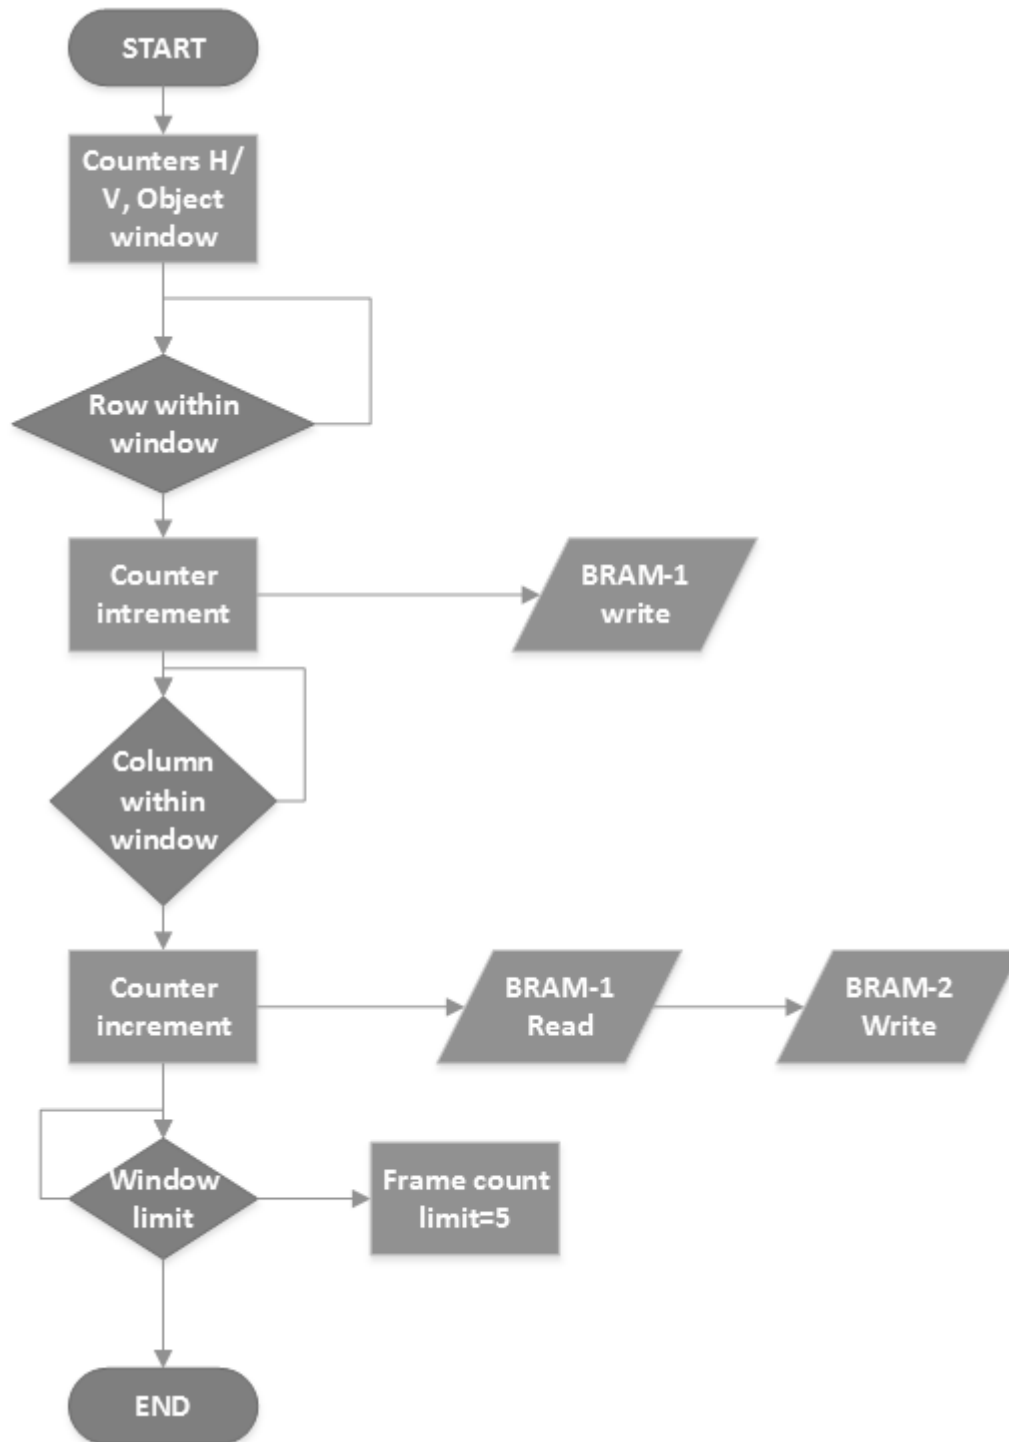 START
Counters H/
V, Object
window
Row within
window
Counter
intrement
BRAM-1
write
Column
within
window
Counter
increment
BRAM-1
Read
BRAM-2
Write
Window
limit
Frame count
limit=5
END